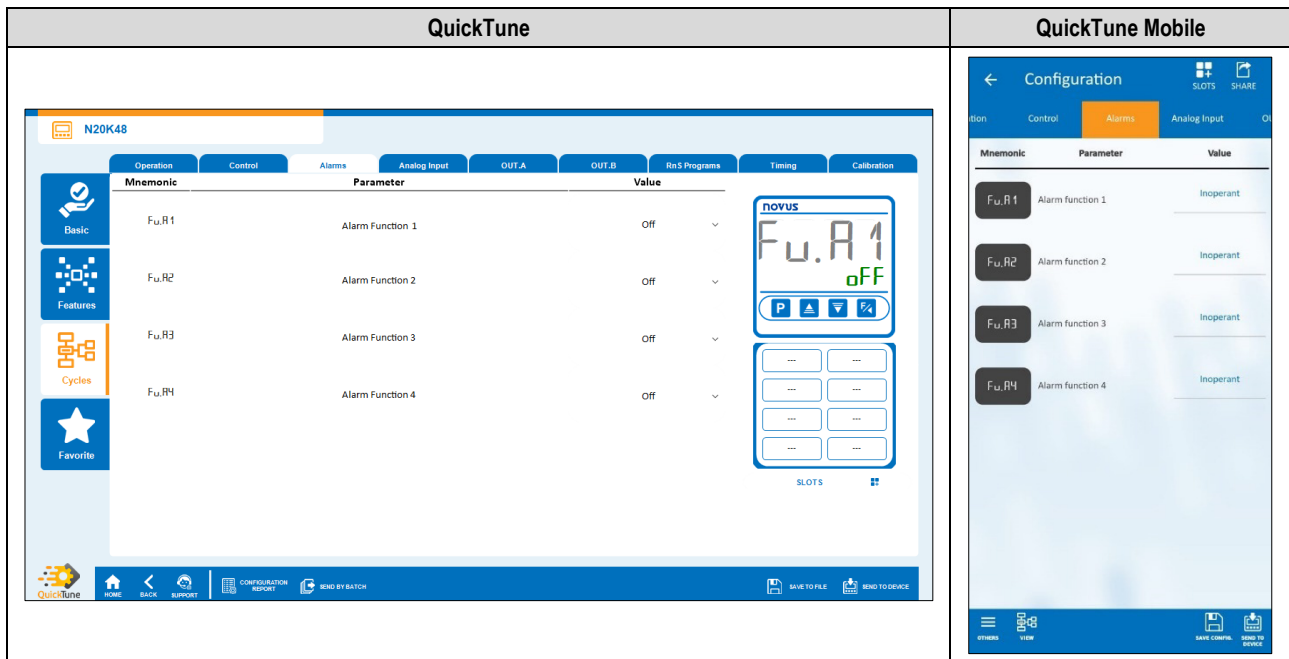 QuickTune
QuickTune Mobile
N20K48
Operation Control Alarms Analog Input OUT.A OUT.B RnS Programs Timing Calibration
Mnemonic Parameter Value
Basic
Features
Cycles
Favorite
Fu.A1 Alarm Function 1 Off
Fu.A2 Alarm Function 2 Off
Fu.A3 Alarm Function 3 Off
Fu.A4 Alarm Function 4 Off
novus
Fu.A1
oFF
P F/
--- ---
--- ---
--- ---
--- ---
SLOTS
QuickTune
HOME BACK SUPPORT CONFIGURATION REPORT SEND BY BATCH SAVE TO FILE SEND TO DEVICE
Configuration
SLOTS SHARE
ation Control Alarms Analog Input OU
Mnemonic Parameter Value
Fu.A1 Alarm function 1 Inoperant
Fu.A2 Alarm function 2 Inoperant
Fu.A3 Alarm function 3 Inoperant
Fu.A4 Alarm function 4 Inoperant
OTHERS VIEW SAVE CONFIG. SEND TO DEVICE